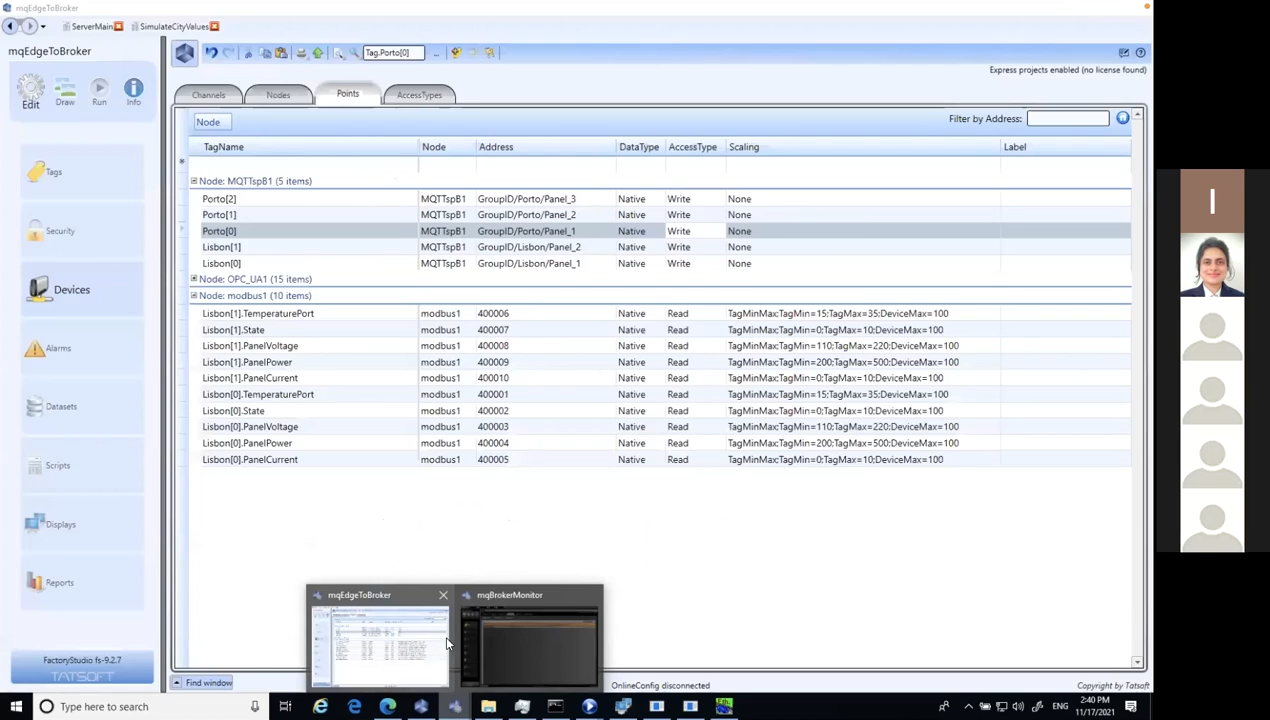 mqEdgeToBroker
ServerMain SimulateCityValues
mqEdgeToBroker
Tag.Porto[0] ...
Express projects enabled (no license found)
Edit Draw Run Info
Channels Nodes Points AccessTypes
Node Filter by Address:
TagName Node Address DataType AccessType Scaling Label
Node: MQTTspB1 (5 items)
Porto[2] MQTTspB1 GroupID/Porto/Panel_3 Native Write None
Porto[1] MQTTspB1 GroupID/Porto/Panel_2 Native Write None
Porto[0] MQTTspB1 GroupID/Porto/Panel_1 Native Write None
Lisbon[1] MQTTspB1 GroupID/Lisbon/Panel_2 Native Write None
Lisbon[0] MQTTspB1 GroupID/Lisbon/Panel_1 Native Write None
Node: OPC_UA1 (15 items)
Node: modbus1 (10 items)
Lisbon[1].TemperaturePort modbus1 400006 Native Read TagMinMax;TagMin=15;TagMax=35;DeviceMax=100
Lisbon[1].State modbus1 400007 Native Read TagMinMax;TagMin=0;TagMax=10;DeviceMax=100
Lisbon[1].PanelVoltage modbus1 400008 Native Read TagMinMax;TagMin=110;TagMax=220;DeviceMax=100
Lisbon[1].PanelPower modbus1 400009 Native Read TagMinMax;TagMin=200;TagMax=500;DeviceMax=100
Lisbon[1].PanelCurrent modbus1 400010 Native Read TagMinMax;TagMin=0;TagMax=10;DeviceMax=100
Lisbon[0].TemperaturePort modbus1 400001 Native Read TagMinMax;TagMin=15;TagMax=35;DeviceMax=100
Lisbon[0].State modbus1 400002 Native Read TagMinMax;TagMin=0;TagMax=10;DeviceMax=100
Lisbon[0].PanelVoltage modbus1 400003 Native Read TagMinMax;TagMin=110;TagMax=220;DeviceMax=100
Lisbon[0].PanelPower modbus1 400004 Native Read TagMinMax;TagMin=200;TagMax=500;DeviceMax=100
Lisbon[0].PanelCurrent modbus1 400005 Native Read TagMinMax;TagMin=0;TagMax=10;DeviceMax=100
Tags
Security
Devices
Alarms
Datasets
Scripts
Displays
Reports
I
mqEdgeToBroker mqBrokerMonitor
FactoryStudio fs-9.2.7
TATSOFT
Find window OnlineConfig disconnected Copyright by Tatsoft
Type here to search
ENG
2:40 PM
11/17/2021